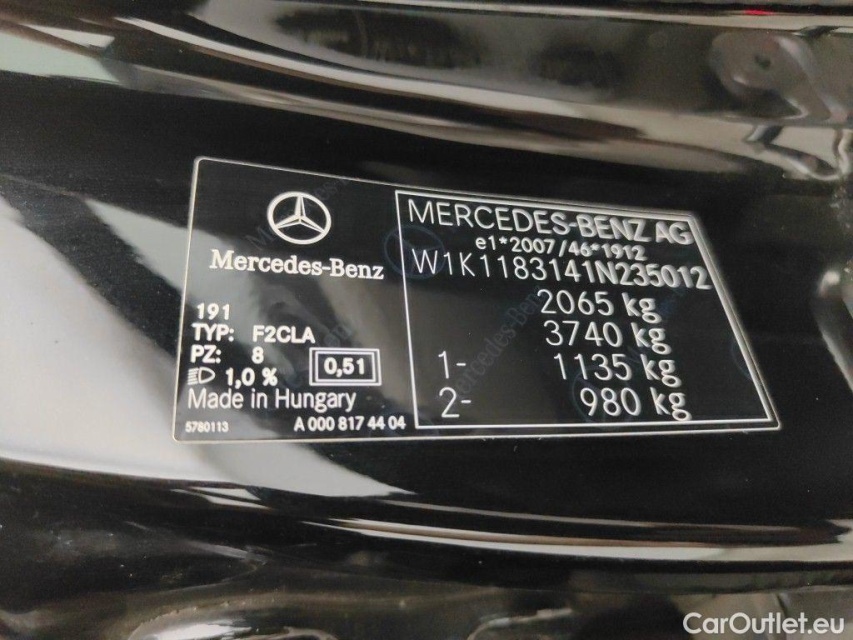 Mercedes-Benz
191
TYP: F2CLA
PZ: 8
1,0 %
0,51
Made in Hungary
5780113
A 000 817 44 04
MERCEDES-BENZ AG
e1*2007/46*1912
W1K1183141N235012
2065 kg
3740 kg
1- 1135 kg
2- 980 kg
CarOutlet.eu